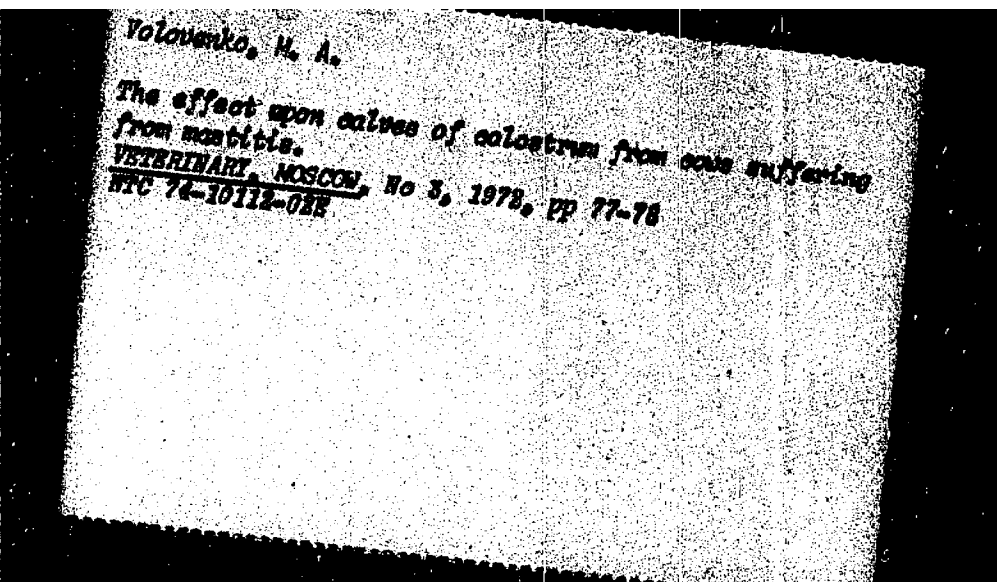 Volovenko, M. A.
The effect upon calves of colostrum from cows suffering
from mastitis.
VETERINARY, MOSCOW, No 3, 1972, pp 77-78
NTC 74-10112-02E